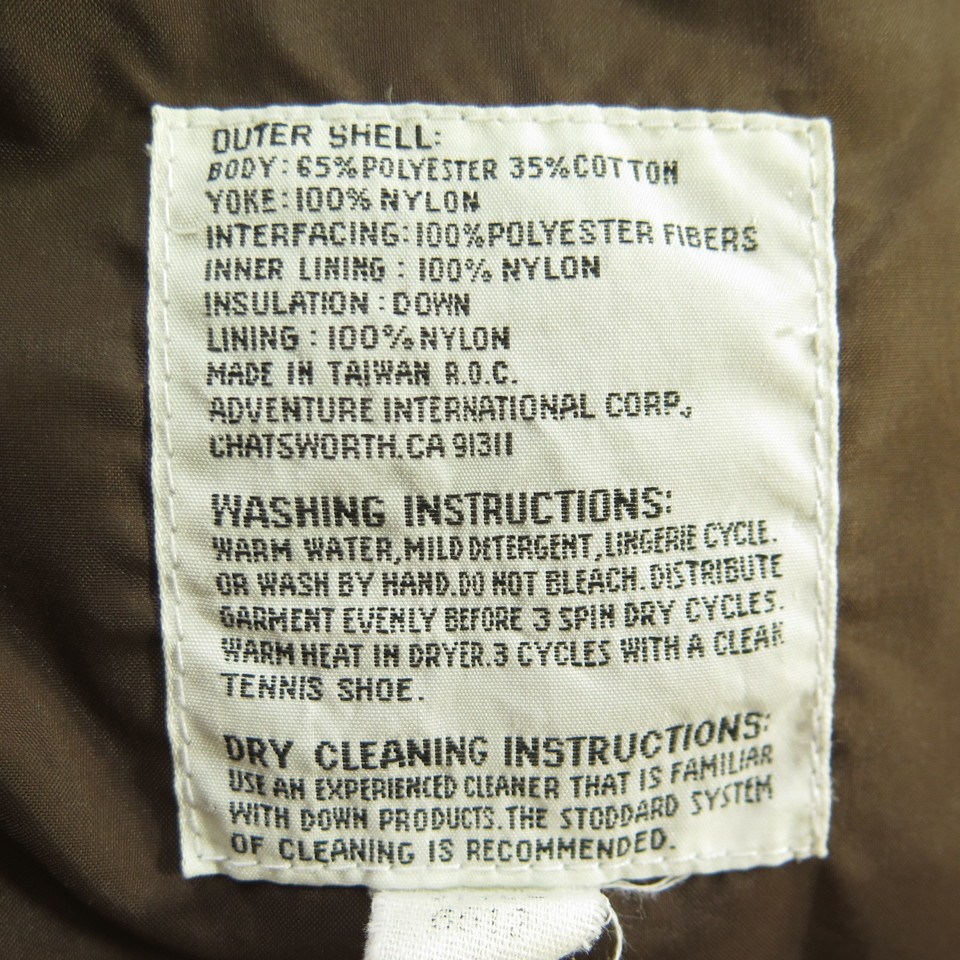 OUTER SHELL:
BODY: 65% POLYESTER 35% COTTON
YOKE: 100% NYLON
INTERFACING: 100% POLYESTER FIBERS
INNER LINING : 100% NYLON
INSULATION : DOWN
LINING : 100% NYLON
MADE IN TAIWAN R.O.C.
ADVENTURE INTERNATIONAL CORP.
CHATSWORTH.CA 91311
WASHING INSTRUCTIONS:
WARM WATER, MILD DETERGENT, LINGERIE CYCLE.
OR WASH BY HAND. DO NOT BLEACH. DISTRIBUTE
GARMENT EVENLY BEFORE 3 SPIN DRY CYCLES.
WARM HEAT IN DRYER. 3 CYCLES WITH A CLEAN
TENNIS SHOE.
DRY CLEANING INSTRUCTIONS:
USE AN EXPERIENCED CLEANER THAT IS FAMILIAR
WITH DOWN PRODUCTS. THE STODDARD SYSTEM
OF CLEANING IS RECOMMENDED.